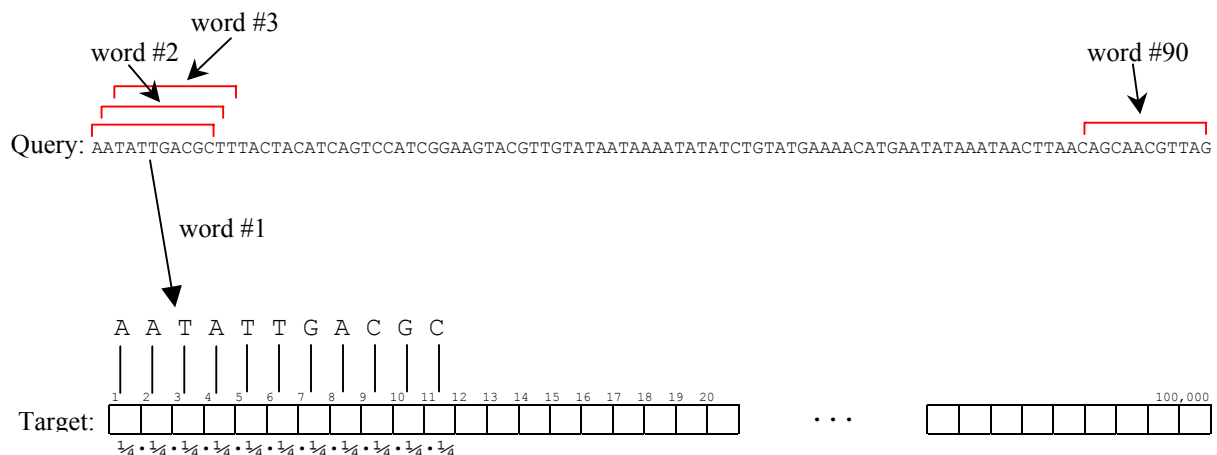 word #3
word #2
word #90
Query: AATATTGACGCTTTACTACATCAGTCCATCGGAAGTACGTTGTATAATAAAATATATCTGTATGAAAACATGAATATAAATAACTTAACAGCAACGTTAG
word #1
A A T A T T G A C G C
1 2 3 4 5 6 7 8 9 10 11 12 13 14 15 16 17 18 19 20 100,000
Target: ...
¼·¼·¼·¼·¼·¼·¼·¼·¼·¼·¼